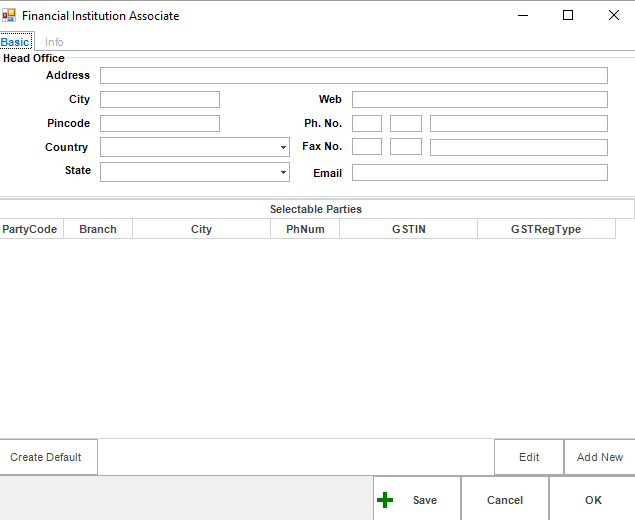 Financial Institution Associate
Basic Info
Head Office
Address
City Web
Pincode Ph. No.
Country Fax No.
State Email
Selectable Parties
PartyCode Branch City PhNum GSTIN GSTRegType
Create Default Edit Add New
Save Cancel OK